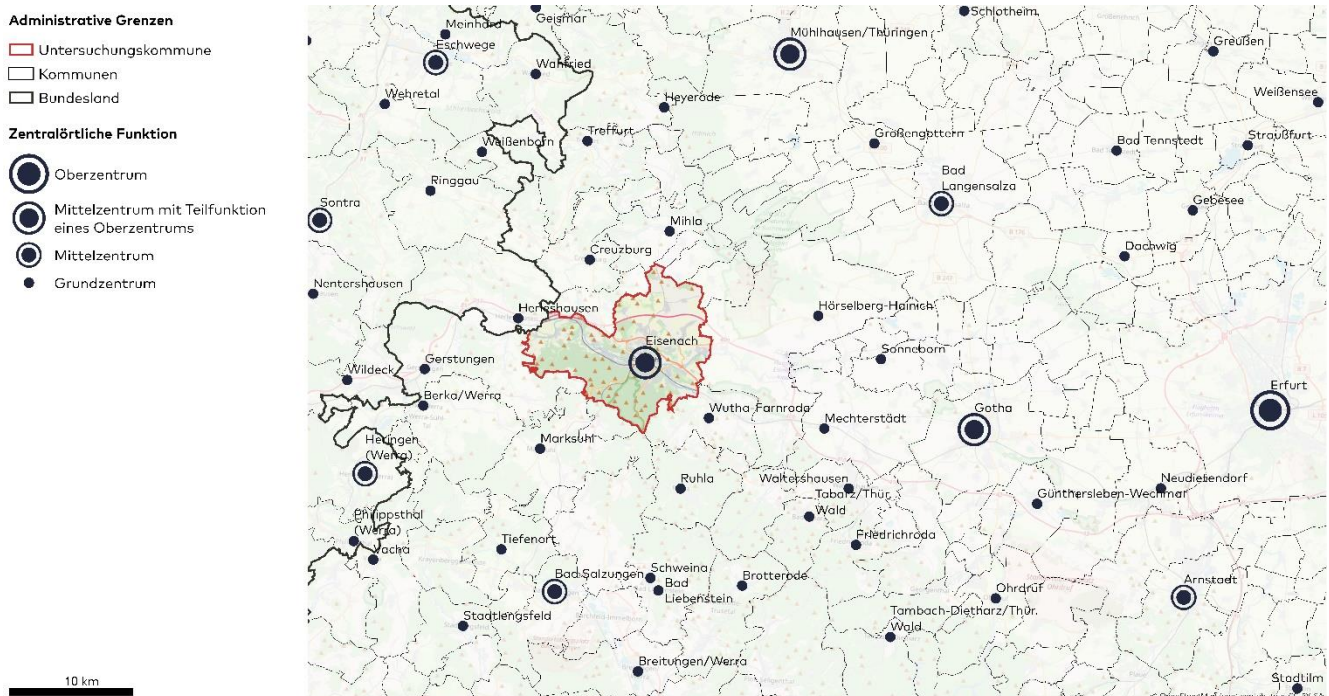 Administrative Grenzen
Untersuchungskommune
Kommunen
Bundesland
Zentralörtliche Funktion
Oberzentrum
Mittelzentrum mit Teilfunktion
eines Oberzentrums
Mittelzentrum
Grundzentrum
10 km
Meinhard
Geismar
Schlotheim
Mühlhausen/Thüringen
Greußen
Eschwege
Wanfried
Wehretal
Heyerode
Weißensee
Treffurt
Großengottern
Straußfurt
Weißenborn
Bad Tennstedt
Ringgau
Bad
Langensalza
Sontra
Gebesee
Mihla
Creuzburg
Dachwig
Nentershausen
Herleshausen
Hörselberg-Hainich
Eisenach
Gerstungen
Sonneborn
Wildeck
Erfurt
Berka/Werra
Wutha-Farnroda
Mechterstädt
Gotha
Heringen
(Werra)
Marksuhl
Ruhla
Waltershausen
Neudietendorf
Tabarz/Thür.
Wald
Günthersleben-Wechmar
Philippsthal
(Werra)
Vacha
Tiefenort
Friedrichroda
Bad Salzungen
Schweina
Bad
Liebenstein
Brotterode
Arnstadt
Ohrdruf
Stadtlengsfeld
Tambach-Dietharz/Thür.
Wald
Breitungen/Werra
Stadtilm